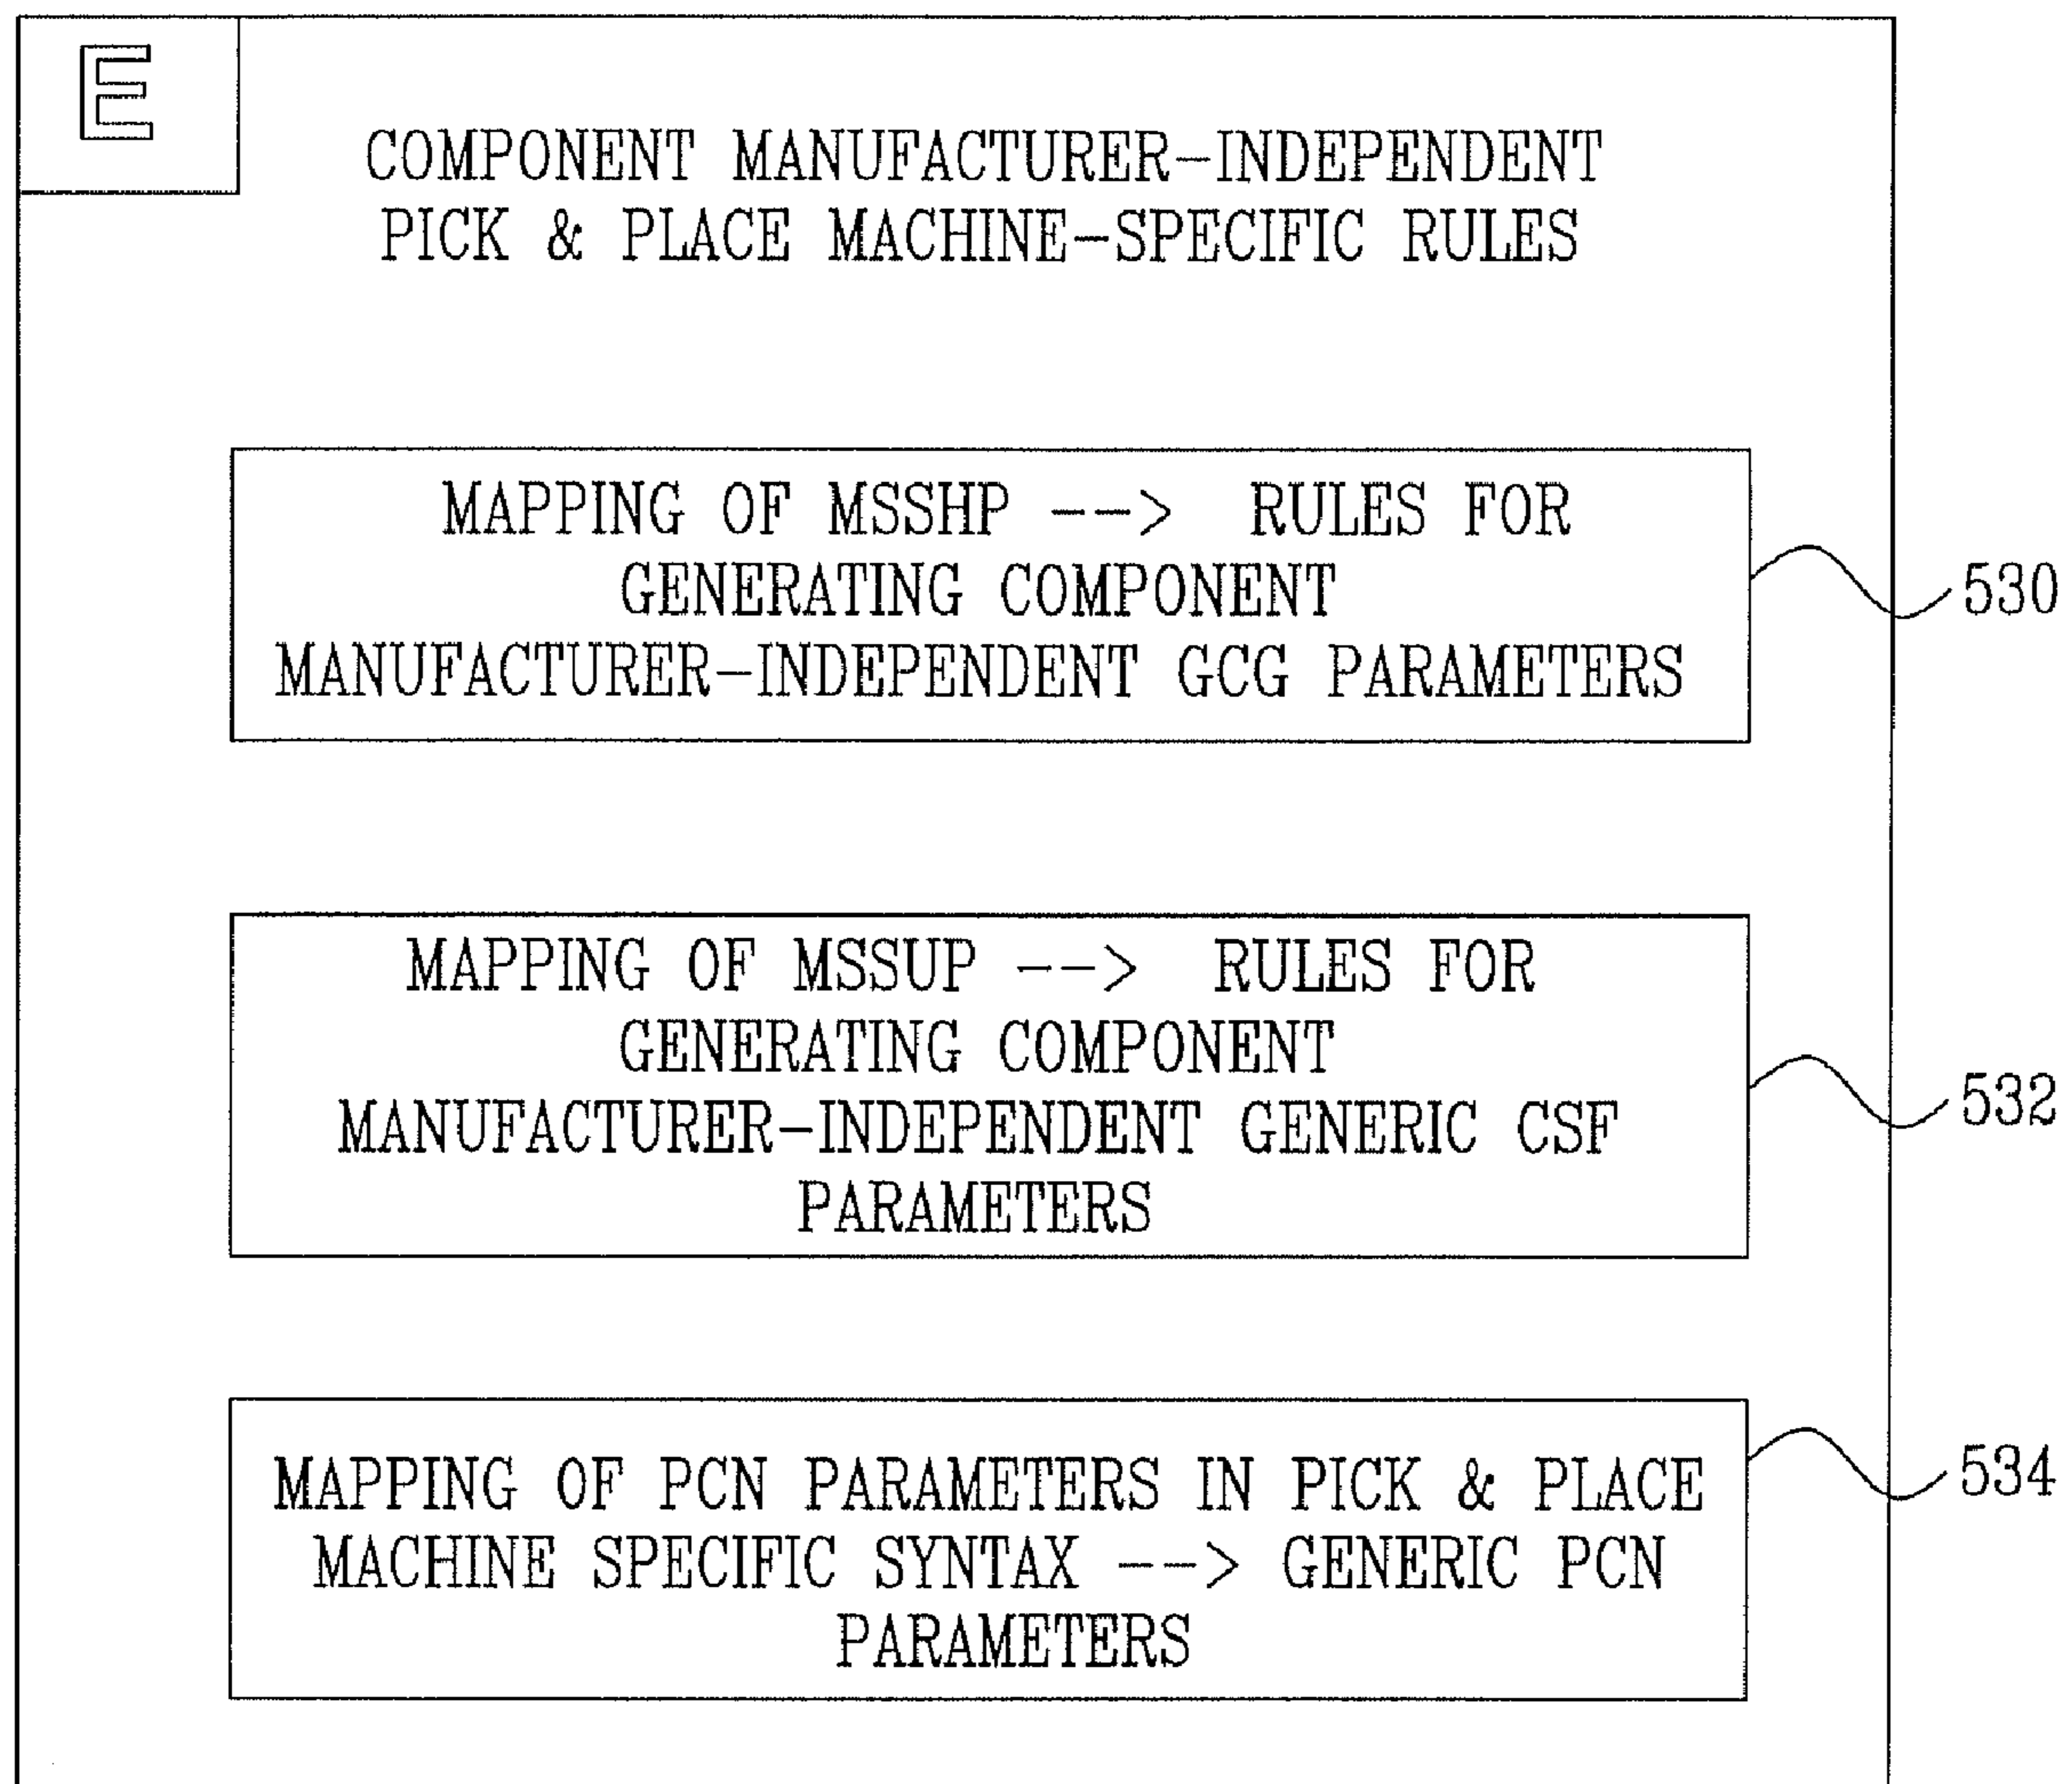 E
COMPONENT MANUFACTURER-INDEPENDENT
PICK & PLACE MACHINE-SPECIFIC RULES
MAPPING OF MSSHP --> RULES FOR
GENERATING COMPONENT
MANUFACTURER-INDEPENDENT GCG PARAMETERS
530
MAPPING OF MSSUP --> RULES FOR
GENERATING COMPONENT
MANUFACTURER-INDEPENDENT GENERIC CSF
PARAMETERS
532
MAPPING OF PCN PARAMETERS IN PICK & PLACE
MACHINE SPECIFIC SYNTAX --> GENERIC PCN
PARAMETERS
534